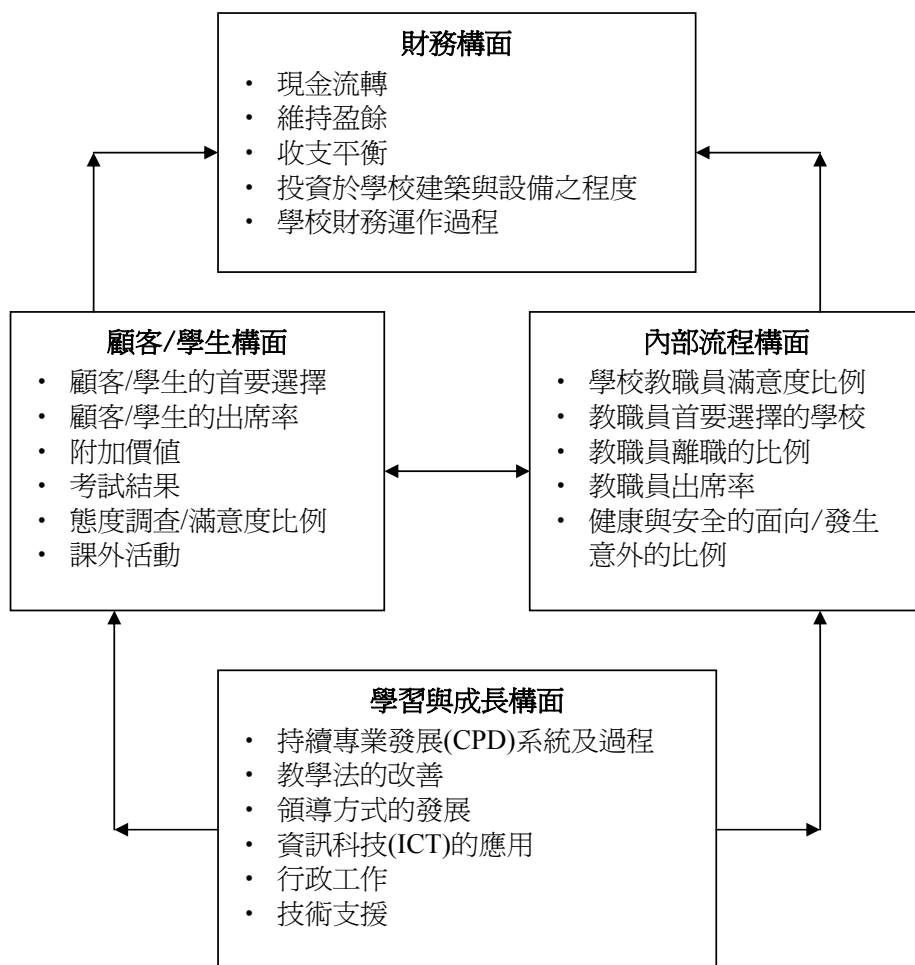 財務構面
• 現金流轉
• 維持盈餘
• 收支平衡
• 投資於學校建築與設備之程度
• 學校財務運作過程
顧客/學生構面
• 顧客/學生的首要選擇
• 顧客/學生的出席率
• 附加價值
• 考試結果
• 態度調查/滿意度比例
• 課外活動
內部流程構面
• 學校教職員滿意度比例
• 教職員首要選擇的學校
• 教職員離職的比例
• 教職員出席率
• 健康與安全的面向/發生
意外的比例
學習與成長構面
• 持續專業發展(CPD)系統及過程
• 教學法的改善
• 領導方式的發展
• 資訊科技(ICT)的應用
• 行政工作
• 技術支援